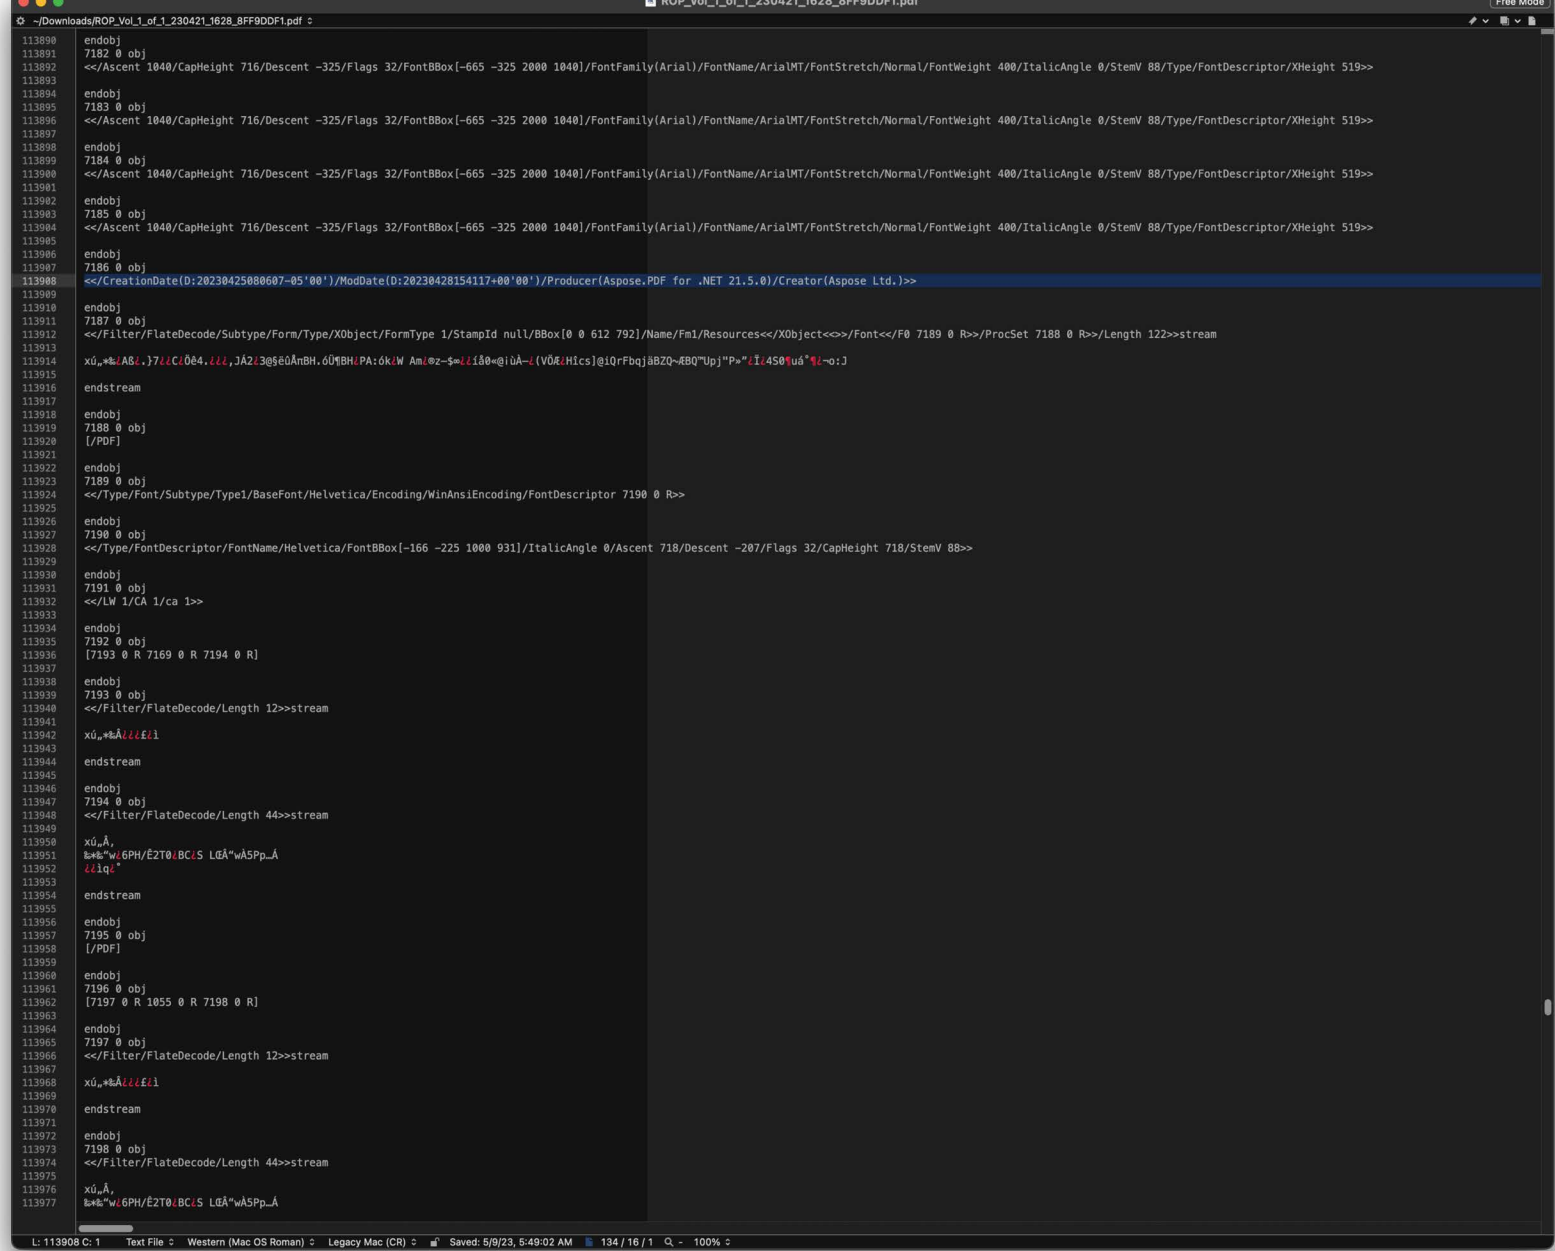 ROP_Vol_1_of_1_230421_1628_8FF9DDF1.pdf
Free Mode
~/Downloads/ROP_Vol_1_of_1_230421_1628_8FF9DDF1.pdf
113890 endobj
113891 7182 0 obj
113892 <</Ascent 1040/CapHeight 716/Descent -325/Flags 32/FontBBox[-665 -325 2000 1040]/FontFamily(Arial)/FontName/ArialMT/FontStretch/Normal/FontWeight 400/ItalicAngle 0/StemV 88/Type/FontDescriptor/XHeight 519>>
113893
113894 endobj
113895 7183 0 obj
113896 <</Ascent 1040/CapHeight 716/Descent -325/Flags 32/FontBBox[-665 -325 2000 1040]/FontFamily(Arial)/FontName/ArialMT/FontStretch/Normal/FontWeight 400/ItalicAngle 0/StemV 88/Type/FontDescriptor/XHeight 519>>
113897
113898 endobj
113899 7184 0 obj
113900 <</Ascent 1040/CapHeight 716/Descent -325/Flags 32/FontBBox[-665 -325 2000 1040]/FontFamily(Arial)/FontName/ArialMT/FontStretch/Normal/FontWeight 400/ItalicAngle 0/StemV 88/Type/FontDescriptor/XHeight 519>>
113901
113902 endobj
113903 7185 0 obj
113904 <</Ascent 1040/CapHeight 716/Descent -325/Flags 32/FontBBox[-665 -325 2000 1040]/FontFamily(Arial)/FontName/ArialMT/FontStretch/Normal/FontWeight 400/ItalicAngle 0/StemV 88/Type/FontDescriptor/XHeight 519>>
113905
113906 endobj
113907 7186 0 obj
113908 <</CreationDate(D:20230425080607-05'00')/ModDate(D:20230428154117+00'00')/Producer(Aspose.PDF for .NET 21.5.0)/Creator(Aspose Ltd.)>>
113909
113910 endobj
113911 7187 0 obj
113912 <</Filter/FlateDecode/Subtype/Form/Type/XObject/FormType 1/StampId null/BBox[0 0 612 792]/Name/Fm1/Resources<</XObject<<>>/Font<</F0 7189 0 R>>/ProcSet 7188 0 R>>/Length 122>>stream
113913
113914
113915
113916 endstream
113917
113918 endobj
113919 7188 0 obj
113920 [/PDF]
113921
113922 endobj
113923 7189 0 obj
113924 <</Type/Font/Subtype/Type1/BaseFont/Helvetica/Encoding/WinAnsiEncoding/FontDescriptor 7190 0 R>>
113925
113926 endobj
113927 7190 0 obj
113928 <</Type/FontDescriptor/FontName/Helvetica/FontBBox[-166 -225 1000 931]/ItalicAngle 0/Ascent 718/Descent -207/Flags 32/CapHeight 718/StemV 88>>
113929
113930 endobj
113931 7191 0 obj
113932 <</LW 1/CA 1/ca 1>>
113933
113934 endobj
113935 7192 0 obj
113936 [7193 0 R 7169 0 R 7194 0 R]
113937
113938 endobj
113939 7193 0 obj
113940 <</Filter/FlateDecode/Length 12>>stream
113941
113942 xú„*‰Â¿¿¿£¿ì
113943
113944 endstream
113945
113946 endobj
113947 7194 0 obj
113948 <</Filter/FlateDecode/Length 44>>stream
113949
113950 xú„Â,
113951 ‰*‰“w¿6PH/Ê2T0¿BC¿S LŒÂ“wÀ5Pp…Á
113952 ¿¿ìq¿˚
113953
113954 endstream
113955
113956 endobj
113957 7195 0 obj
113958 [/PDF]
113959
113960 endobj
113961 7196 0 obj
113962 [7197 0 R 1055 0 R 7198 0 R]
113963
113964 endobj
113965 7197 0 obj
113966 <</Filter/FlateDecode/Length 12>>stream
113967
113968 xú„*‰Â¿¿¿£¿ì
113969
113970 endstream
113971
113972 endobj
113973 7198 0 obj
113974 <</Filter/FlateDecode/Length 44>>stream
113975
113976 xú„Â,
113977 ‰*‰“w¿6PH/Ê2T0¿BC¿S LŒÂ“wÀ5Pp…Á
L: 113908 C: 1 Text File Western (Mac OS Roman) Legacy Mac (CR) Saved: 5/9/23, 5:49:02 AM 134 / 16 / 1 100%